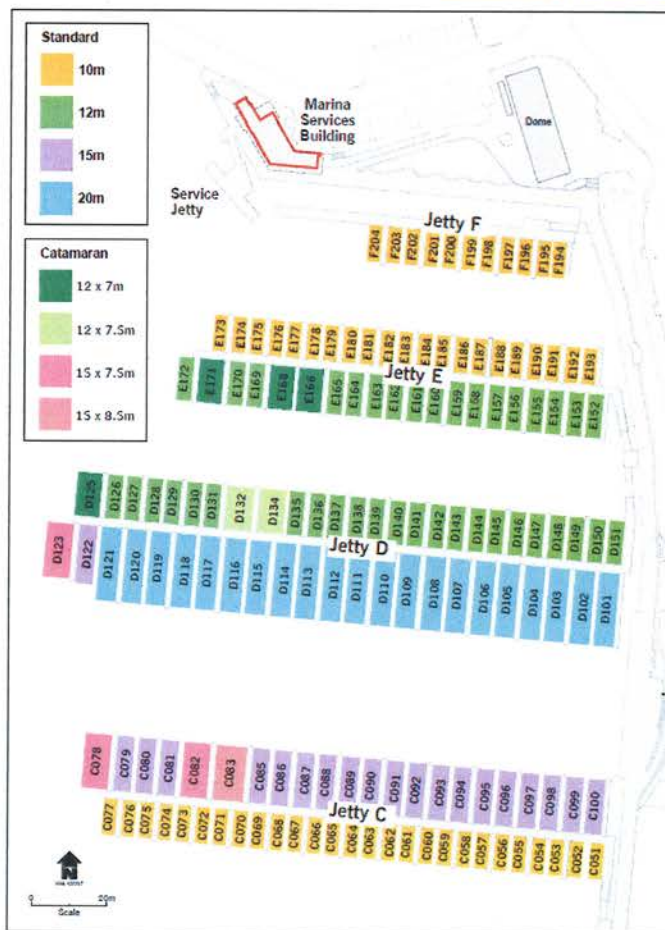 Standard
10m
12m
15m
20m
Catamaran
12 x 7m
12 x 7.5m
15 x 7.5m
15 x 8.5m
Marina
Services
Building
Dome
Service
Jetty
Jetty F
F204 F203 F202 F201 F200 F199 F198 F197 F196 F195 F194
E173 E174 E175 E176 E177 E178 E179 E180 E181 E182 E183 E184 E185 E186 E187 E188 E189 E190 E191 E192 E193
Jetty E
E172 E171 E170 E169 E168 E166 E165 E164 E163 E162 E161 E160 E159 E158 E157 E156 E155 E154 E153 E152
D125 D126 D127 D128 D129 D130 D131 D132 D134 D135 D136 D137 D138 D139 D140 D141 D142 D143 D144 D145 D146 D147 D148 D149 D150 D151
Jetty D
D123 D122 D121 D120 D119 D118 D117 D116 D115 D114 D113 D112 D111 D110 D109 D108 D107 D106 D105 D104 D103 D102 D101
C078 C079 C080 C081 C082 C083 C085 C086 C087 C088 C089 C090 C091 C092 C093 C094 C095 C096 C097 C098 C099 C100
Jetty C
C077 C076 C075 C074 C073 C072 C071 C070 C069 C068 C067 C066 C065 C064 C063 C062 C061 C060 C059 C058 C057 C056 C055 C054 C053 C052 C051
N
0 20m
Scale